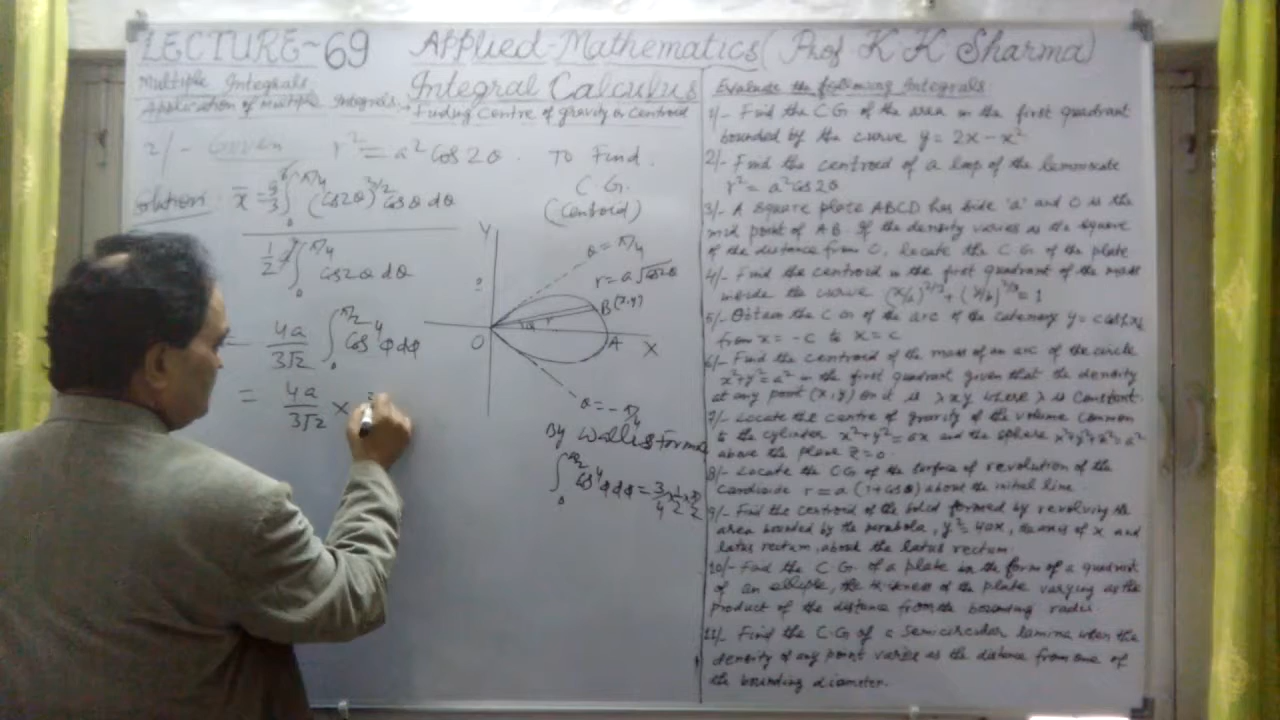 LECTURE-69 Applied Mathematics (Prof K.K. Sharma)
Multiple Integrals
Integral Calculus
Application of Multiple Integrals: Finding centre of gravity or centroid
2/- Given r² = a² Cos 2θ. To Find
C.G.
(Centroid)
Solution:
x̄ = a/3 ∫₀^π/4 (Cos2θ)^3/2 Cosθ dθ
1/2 ∫₀^π/4 Cos2θ dθ
= 4a/3√2 ∫₀^π/2 Cos⁴φ dφ
= 4a/3√2 ×
Y
θ = π/4
r = a√cos2θ
B(x,y)
O
A
X
θ = -π/4
By Wallis Forma
∫₀^π/2 Cos⁴φ dφ = 3/4 × 1/2 × π/2
Evaluate the following Integrals:
1/- Find the C.G. of the area in the first quadrant
bounded by the curve y = 2x - x²
2/- Find the centroid of a loop of the lemniscate
r² = a² Cos 2θ
3/- A square plate ABCD has side 'a' and O is the
mid point of AB. If the density varies as the square
of the distance from O, locate the C.G. of the plate
4/- Find the centroid in the first quadrant of the mass
inside the curve (x/a)^2/3 + (y/b)^2/3 = 1
5/- Obtain the C.G. of the arc of the catenary y = c cosh x/c
from x = -c to x = c
6/- Find the centroid of the mass of an arc of the circle
x²+y² = a² in the first quadrant given that the density
at any point (x,y) on it is λxy where λ is constant.
7/- Locate the centre of gravity of the volume common
to the cylinder x²+y² = ax and the sphere x²+y²+z² = a²
above the plane z=0.
8/- Locate the CG of the surface of revolution of the
Cardioide r = a(1+cosθ) about the initial line.
9/- Find the centroid of the solid formed by revolving the
area bounded by the parabola, y² = 4ax, the axis of x and
latus rectum, about the latus rectum.
10/- Find the C.G. of a plate in the form of a quadrant
of an ellipse, the thickness of the plate varying as the
product of the distance from the bounding radii
11/- Find the C.G of a semicircular lamina when the
density of any point varies as the distance from one of
the bounding diameter.